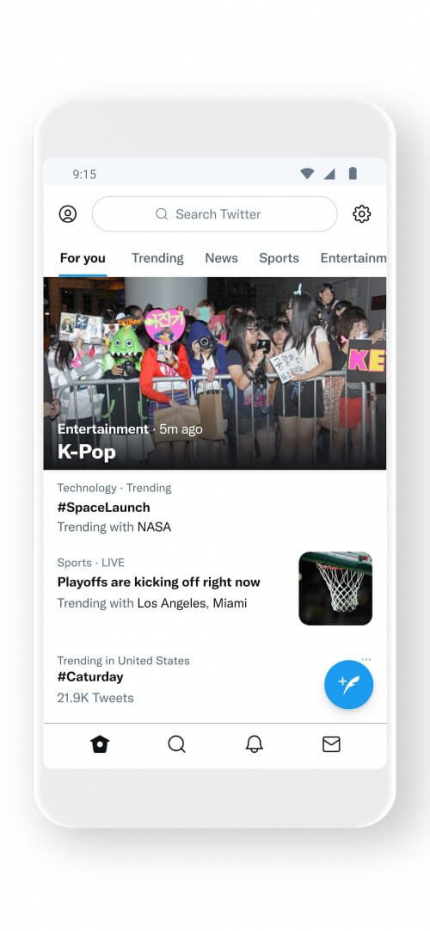 9:15
Search Twitter
For you Trending News Sports Entertainm
KE
Entertainment · 5m ago
K-Pop
Technology · Trending
#SpaceLaunch
Trending with NASA
Sports · LIVE
Playoffs are kicking off right now
Trending with Los Angeles, Miami
Trending in United States
#Caturday
21.9K Tweets